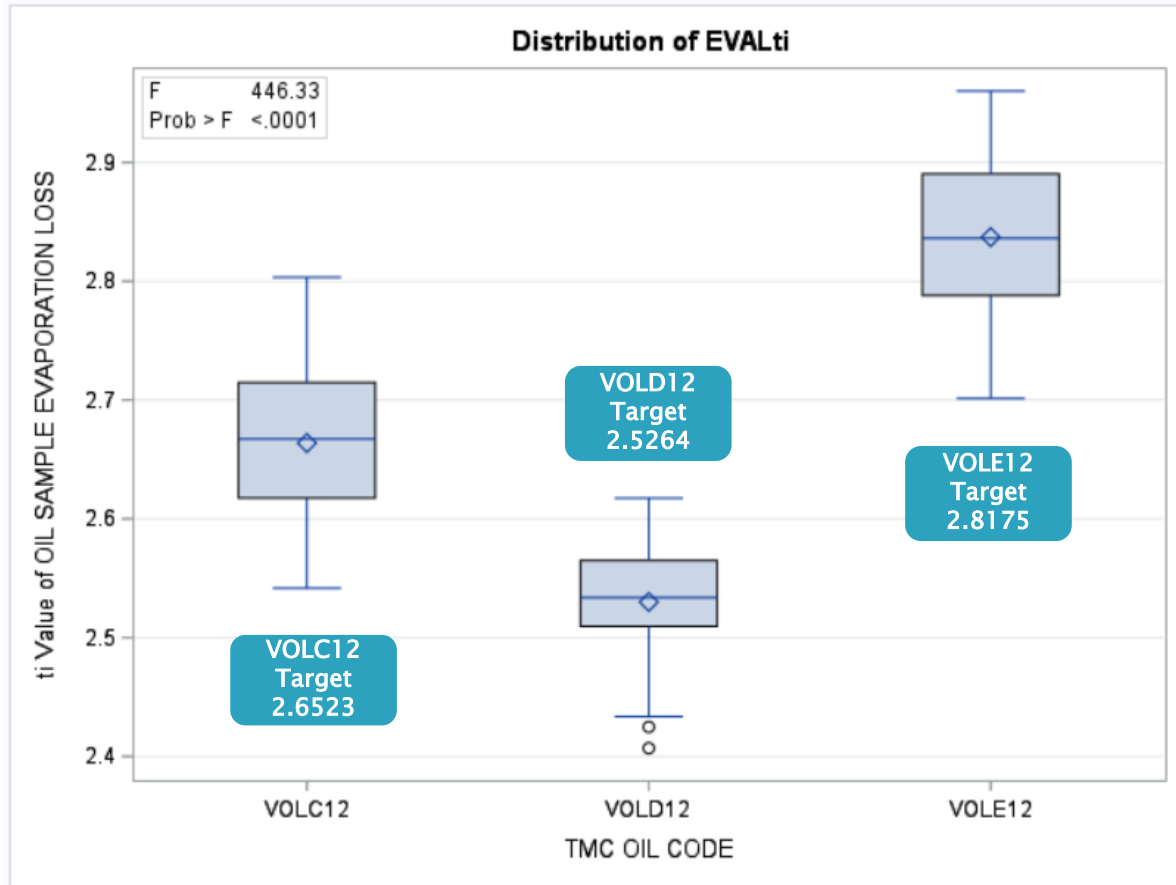 Distribution of EVALti
F 446.33
Prob > F <.0001
ti Value of OIL SAMPLE EVAPORATION LOSS
2.9
2.8
2.7
2.6
2.5
2.4
VOLD12
Target
2.5264
VOLE12
Target
2.8175
VOLC12
Target
2.6523
VOLC12 VOLD12 VOLE12
TMC OIL CODE